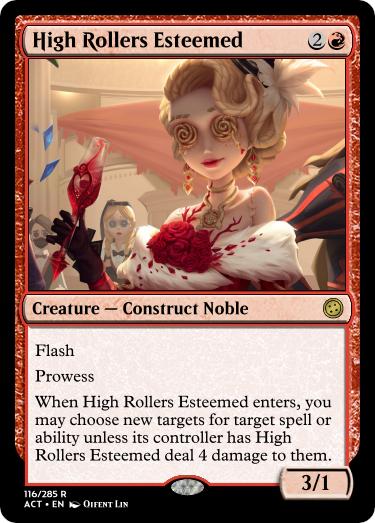 High Rollers Esteemed 2
Creature — Construct Noble
Flash
Prowess
When High Rollers Esteemed enters, you
may choose new targets for target spell or
ability unless its controller has High
Rollers Esteemed deal 4 damage to them.
3/1
116/285 R
ACT • EN Oifent Lin